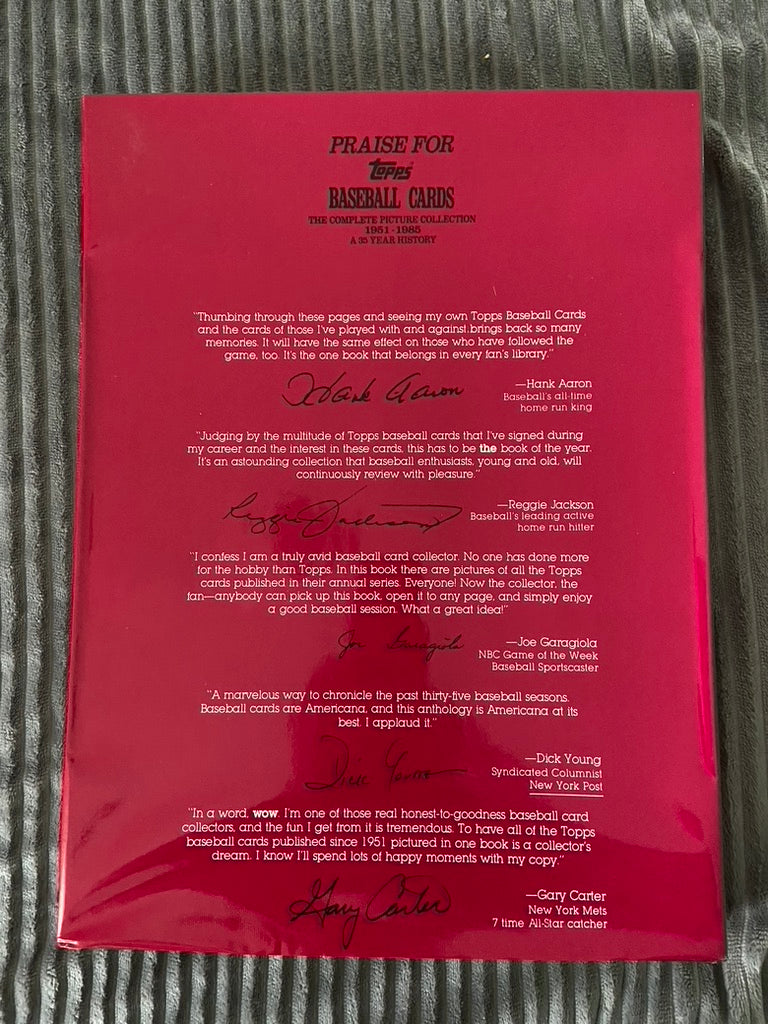 PRAISE FOR
Topps
BASEBALL CARDS
THE COMPLETE PICTURE COLLECTION
1951 - 1985
A 35 YEAR HISTORY
"Thumbing through these pages and seeing my own Topps Baseball Cards
and the cards of those I've played with and against brings back so many
memories. It will have the same effect on those who have followed the
game, too. It's the one book that belongs in every fan's library."
Hank Aaron
—Hank Aaron
Baseball's all-time
home run king
"Judging by the multitude of Topps baseball cards that I've signed during
my career and the interest in these cards, this has to be the book of the year.
It's an astounding collection that baseball enthusiasts, young and old, will
continuously review with pleasure."
Reggie Jackson
—Reggie Jackson
Baseball's leading active
home run hitter
"I confess I am a truly avid baseball card collector. No one has done more
for the hobby than Topps. In this book there are pictures of all the Topps
cards published in their annual series. Everyone! Now the collector, the
fan—anybody can pick up this book, open it to any page, and simply enjoy
a good baseball session. What a great idea!"
Joe Garagiola
—Joe Garagiola
NBC Game of the Week
Baseball Sportscaster
"A marvelous way to chronicle the past thirty-five baseball seasons.
Baseball cards are Americana, and this anthology is Americana at its
best. I applaud it."
Dick Young
—Dick Young
Syndicated Columnist
New York Post
"In a word, wow. I'm one of those real honest-to-goodness baseball card
collectors, and the fun I get from it is tremendous. To have all of the Topps
baseball cards published since 1951 pictured in one book is a collector's
dream. I know I'll spend lots of happy moments with my copy."
Gary Carter
—Gary Carter
New York Mets
7 time All-Star catcher